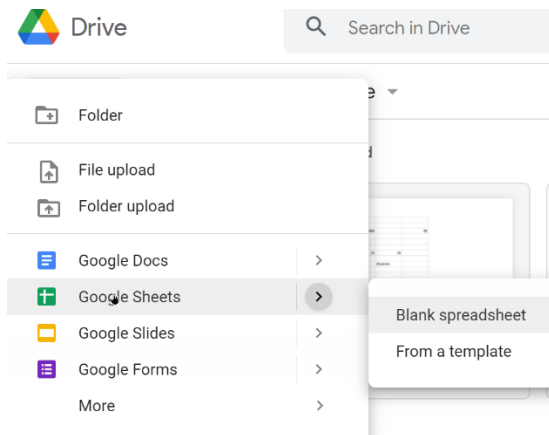 Drive
Search in Drive
Folder
File upload
Folder upload
Google Docs
Google Sheets
Blank spreadsheet
From a template
Google Slides
Google Forms
More